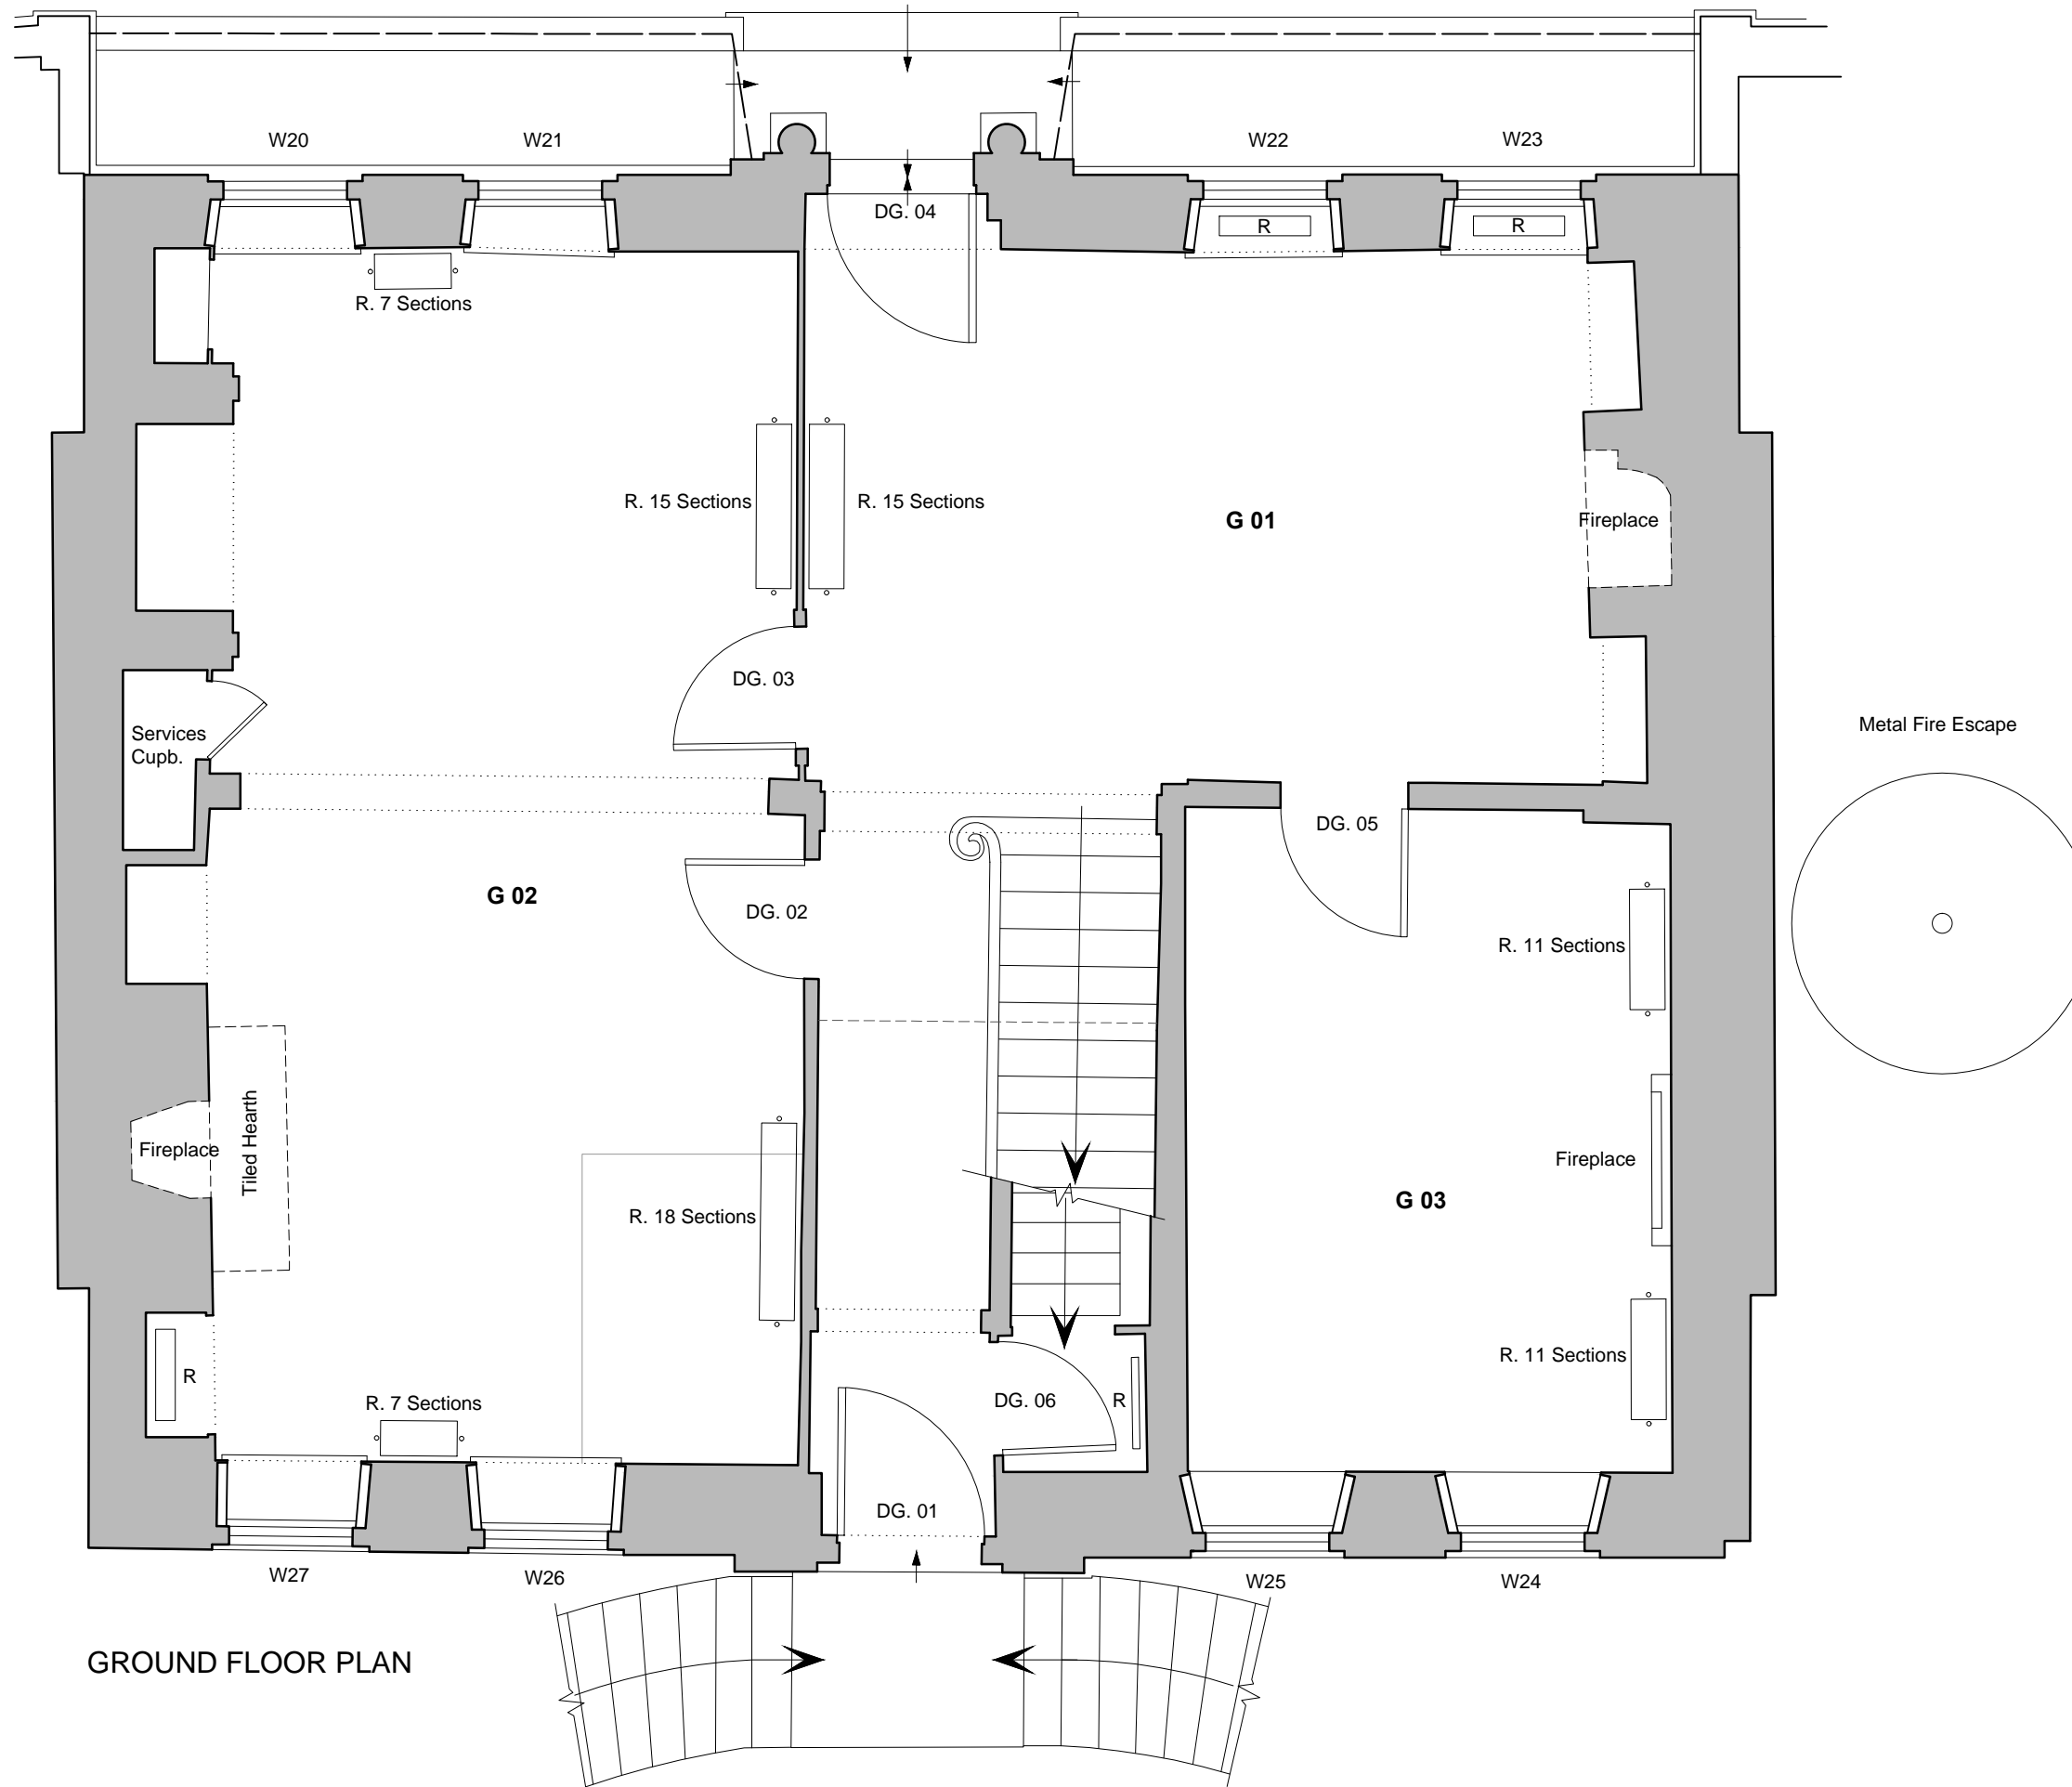 W20
W21
W22
W23
DG. 04
R
R
R. 7 Sections
R. 15 Sections
R. 15 Sections
G 01
Fireplace
DG. 03
Services
Cupb.
Metal Fire Escape
DG. 05
G 02
DG. 02
R. 11 Sections
Fireplace
Tiled Hearth
Fireplace
G 03
R. 18 Sections
R
R. 7 Sections
DG. 06
R
R. 11 Sections
DG. 01
W27
W26
W25
W24
GROUND FLOOR PLAN